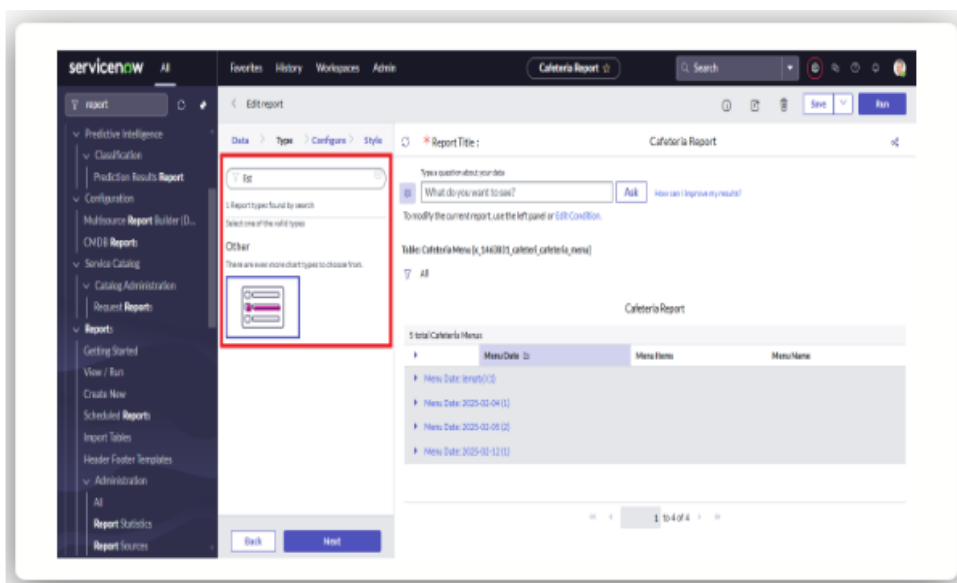 servicenow All Favorites History Workspaces Admin Cafeteria Report Search
report
Edit report Save Run
Predictive Intelligence
Classification
Prediction Results Report
Configuration
Multisource Report Builder (D...
CMDB Reports
Service Catalog
Catalog Administration
Request Reports
Reports
Getting Started
View / Run
Create New
Scheduled Reports
Import Tables
Header Footer Templates
Administration
All
Report Statistics
Report Sources
Data Type Configure Style
list
1 Report types found by search
Select one of the valid types
Other
There are even more chart types to choose from.
Back Next
*Report Title : Cafeteria Report
Type a question about your data
What do you want to see? Ask How can I improve my results?
To modify the current report, use the left panel or Edit Condition.
Table: Cafeteria Menu
All
Cafeteria Report
5 total Cafeteria Menus
Menu Date Menu Items Menu Name
Menu Date: (empty) (1)
Menu Date: 2025-02-04 (1)
Menu Date: 2025-02-05 (2)
Menu Date: 2025-02-12 (1)
1 to 4 of 4